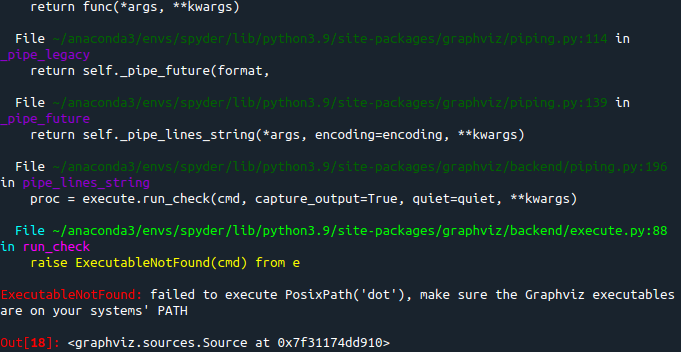 return func(*args, **kwargs)
File ~/anaconda3/envs/spyder/lib/python3.9/site-packages/graphviz/piping.py:114 in
_pipe_legacy
return self._pipe_future(format,
File ~/anaconda3/envs/spyder/lib/python3.9/site-packages/graphviz/piping.py:139 in
_pipe_future
return self._pipe_lines_string(*args, encoding=encoding, **kwargs)
File ~/anaconda3/envs/spyder/lib/python3.9/site-packages/graphviz/backend/piping.py:196
in pipe_lines_string
proc = execute.run_check(cmd, capture_output=True, quiet=quiet, **kwargs)
File ~/anaconda3/envs/spyder/lib/python3.9/site-packages/graphviz/backend/execute.py:88
in run_check
raise ExecutableNotFound(cmd) from e
ExecutableNotFound: failed to execute PosixPath('dot'), make sure the Graphviz executables
are on your systems' PATH
Out[18]: <graphviz.sources.Source at 0x7f31174dd910>